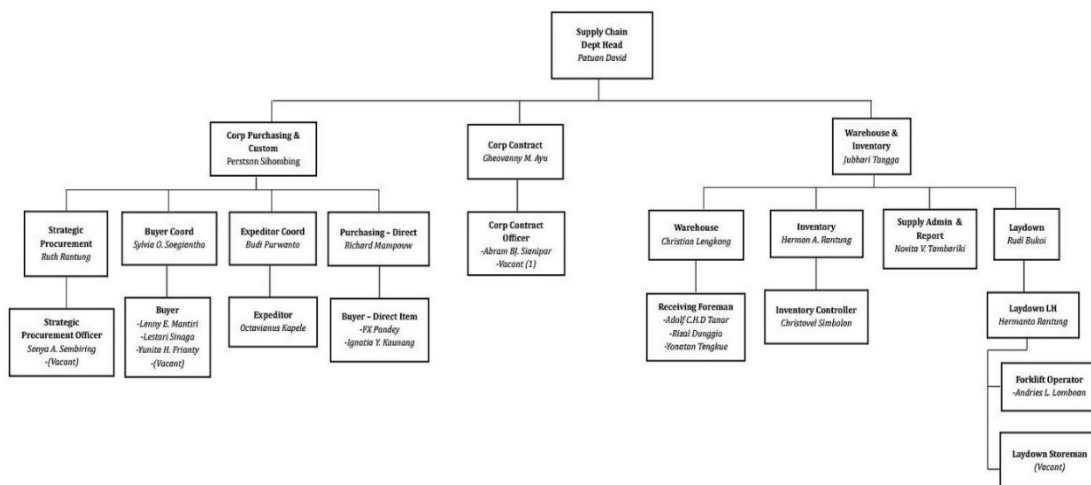 Supply Chain
Dept Head
Patuan David
Corp Purchasing &
Custom
Perstson Sihombing
Corp Contract
Gheovanny M. Ayu
Warehouse &
Inventory
Jubhari Tangga
Strategic
Procurement
Ruth Rantung
Buyer Coord
Sylvia O. Soegiantho
Expeditor Coord
Budi Purwanto
Purchasing – Direct
Richard Mampouw
Corp Contract
Officer
-Abram BJ. Sianipar
-Vacant (1)
Warehouse
Christian Lengkong
Inventory
Hermon A. Rantung
Supply Admin &
Report
Novita V. Tambariki
Laydown
Rudi Bukoi
Strategic
Procurement Officer
Senya A. Sembiring
-(Vacant)
Buyer
-Lenny E. Mantiri
-Lestari Sinaga
-Yunita H. Frianty
-(Vacant)
Expeditor
Octavianus Kapele
Buyer – Direct Item
-FX Pondey
-Ignatia Y. Kaunang
Receiving Foreman
-Adolf C.H.D Tanor
-Rizal Dunggio
-Yonetan Tengkue
Inventory Controller
Christovel Simbolon
Laydown LH
Hermanto Rantung
Forklift Operator
-Andries L. Lomboan
Laydown Storeman
(Vacant)